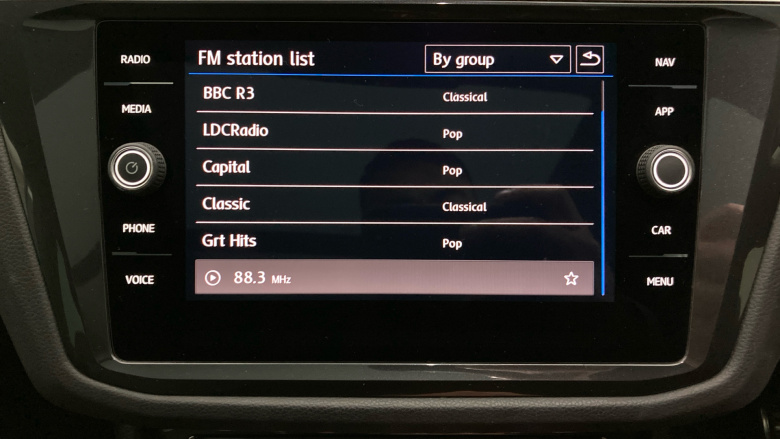 RADIO
MEDIA
PHONE
VOICE
FM station list
By group
BBC R3 Classical
LDCRadio Pop
Capital Pop
Classic Classical
Grt Hits Pop
88.3 MHz
NAV
APP
CAR
MENU